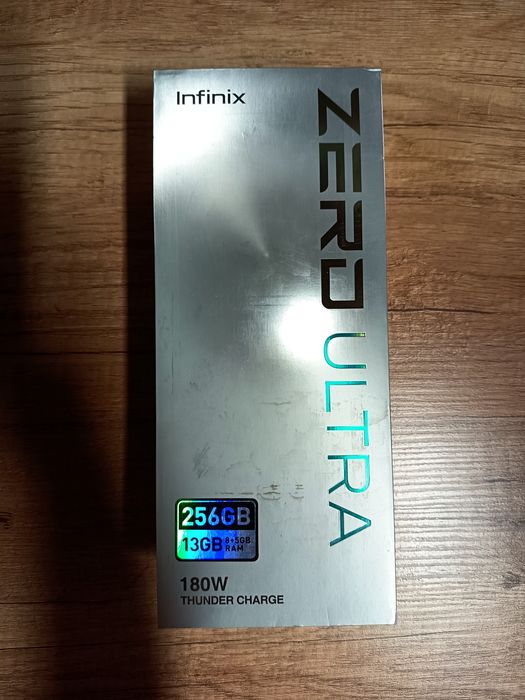 Infinix
ZERO ULTRA
256GB
13GB 8+5GB RAM
180W
THUNDER CHARGE